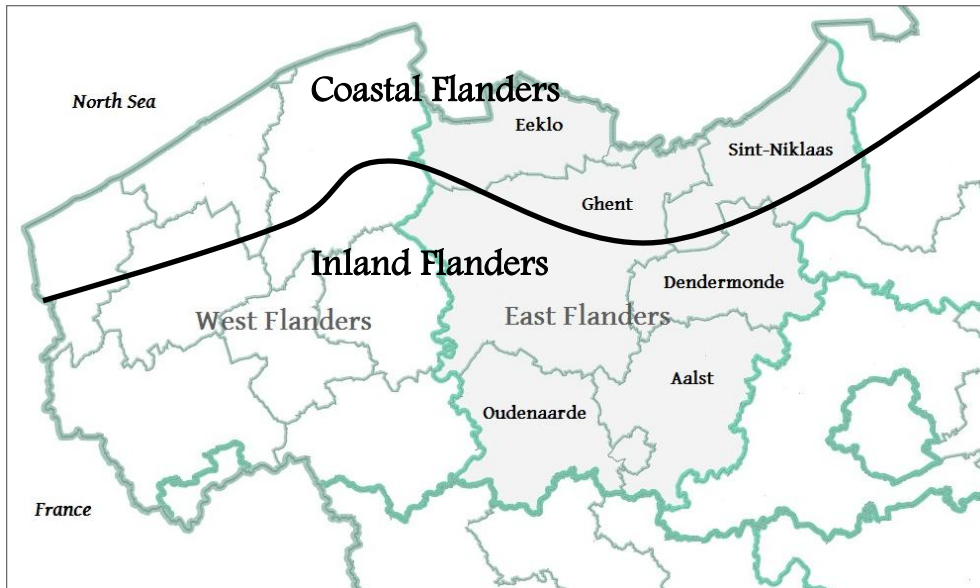 Coastal Flanders
North Sea
Eeklo
Sint-Niklaas
Ghent
Inland Flanders
Dendermonde
West Flanders
East Flanders
Aalst
Oudenaarde
France